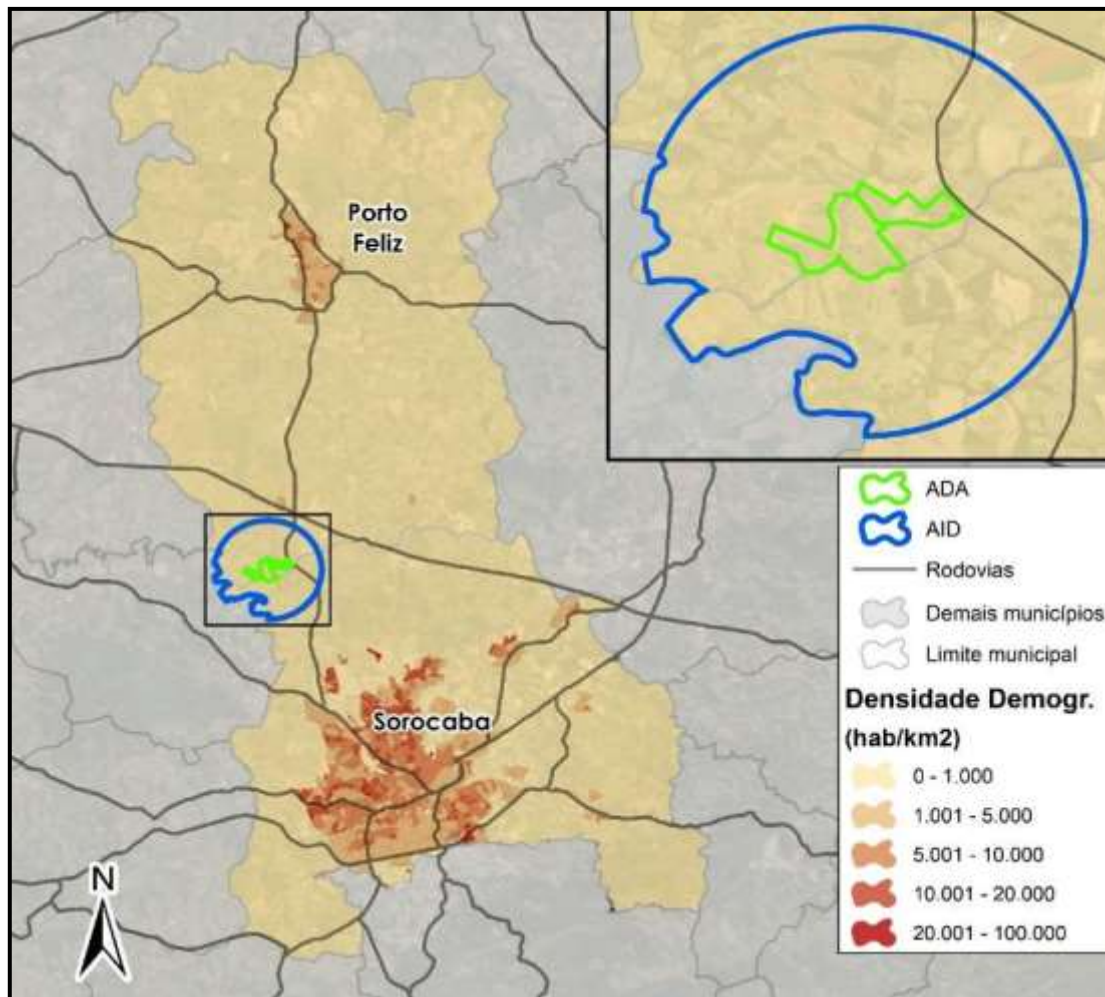 Porto
Feliz
Sorocaba
N
ADA
AID
Rodovias
Demais municípios
Limite municipal
Densidade Demogr.
(hab/km2)
0 - 1.000
1.001 - 5.000
5.001 - 10.000
10.001 - 20.000
20.001 - 100.000